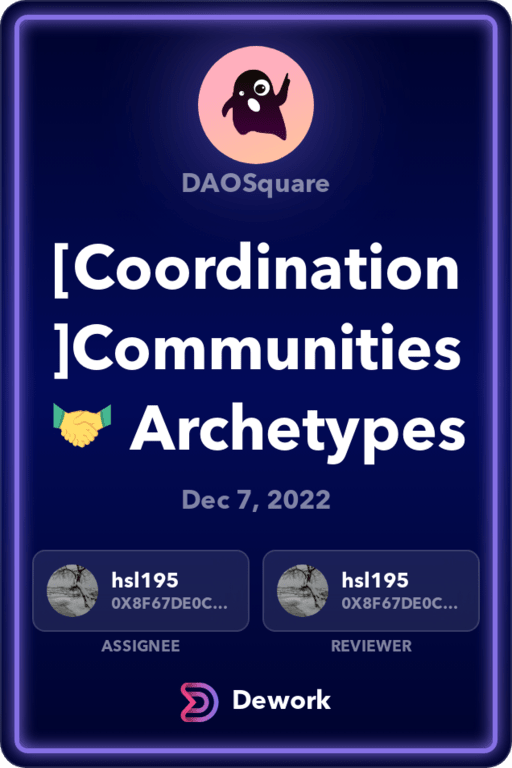 DAOSquare
[Coordination
]Communities
🤝 Archetypes
Dec 7, 2022
hsl195
0X8F67DE0C...
ASSIGNEE
hsl195
0X8F67DE0C...
REVIEWER
Dework